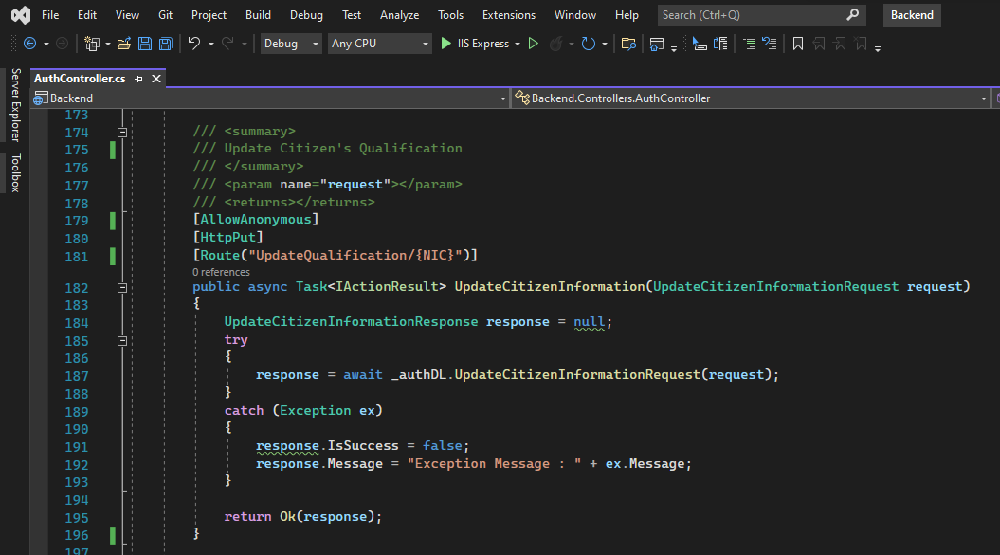 File Edit View Git Project Build Debug Test Analyze Tools Extensions Window Help Search (Ctrl+Q) Backend
Debug Any CPU IIS Express
Server Explorer
Toolbox
AuthController.cs
Backend Backend.Controllers.AuthController
173
174 /// <summary>
175 /// Update Citizen's Qualification
176 /// </summary>
177 /// <param name="request"></param>
178 /// <returns></returns>
179 [AllowAnonymous]
180 [HttpPut]
181 [Route("UpdateQualification/{NIC}")]
0 references
182 public async Task<IActionResult> UpdateCitizenInformation(UpdateCitizenInformationRequest request)
183 {
184 UpdateCitizenInformationResponse response = null;
185 try
186 {
187 response = await _authDL.UpdateCitizenInformationRequest(request);
188 }
189 catch (Exception ex)
190 {
191 response.IsSuccess = false;
192 response.Message = "Exception Message : " + ex.Message;
193 }
194
195 return Ok(response);
196 }
197